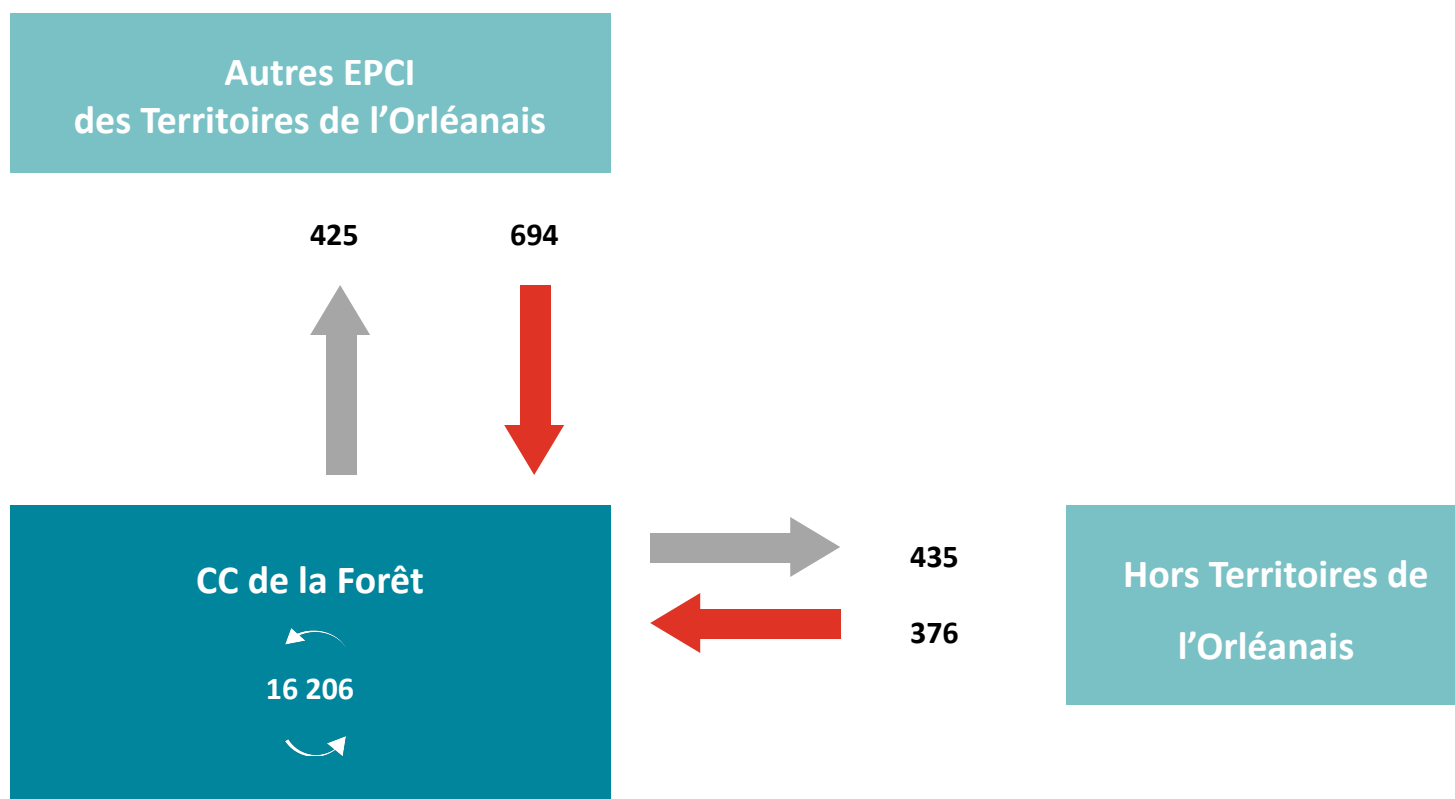 Autres EPCI
des Territoires de l’Orléanais
425
694
CC de la Forêt
16 206
435
376
Hors Territoires de
l’Orléanais